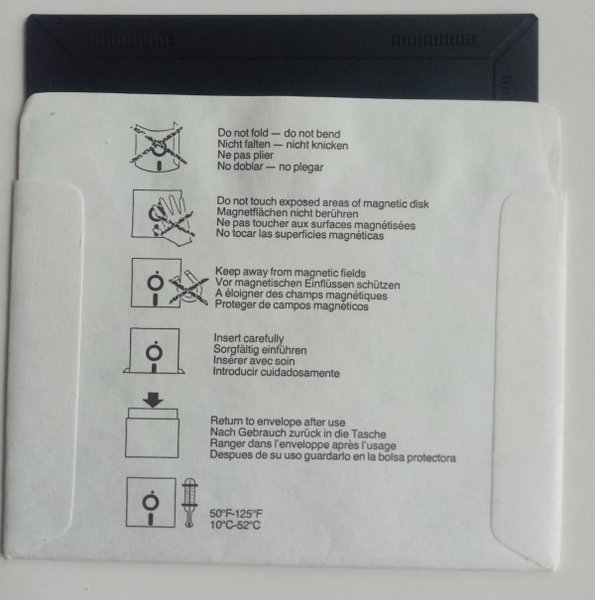 Do not fold — do not bend
Nicht falten — nicht knicken
Ne pas plier
No doblar — no plegar
Do not touch exposed areas of magnetic disk
Magnetflächen nicht berühren
Ne pas toucher aux surfaces magnétisées
No tocar las superficies magnéticas
Keep away from magnetic fields
Vor magnetischen Einflüssen schützen
A éloigner des champs magnétiques
Proteger de campos magnéticos
Insert carefully
Sorgfältig einführen
Insérer avec soin
Introducir cuidadosamente
Return to envelope after use
Nach Gebrauch zurück in die Tasche
Ranger dans l'enveloppe après l'usage
Despues de su uso guardarlo en la bolsa protectora
50°F-125°F
10°C-52°C